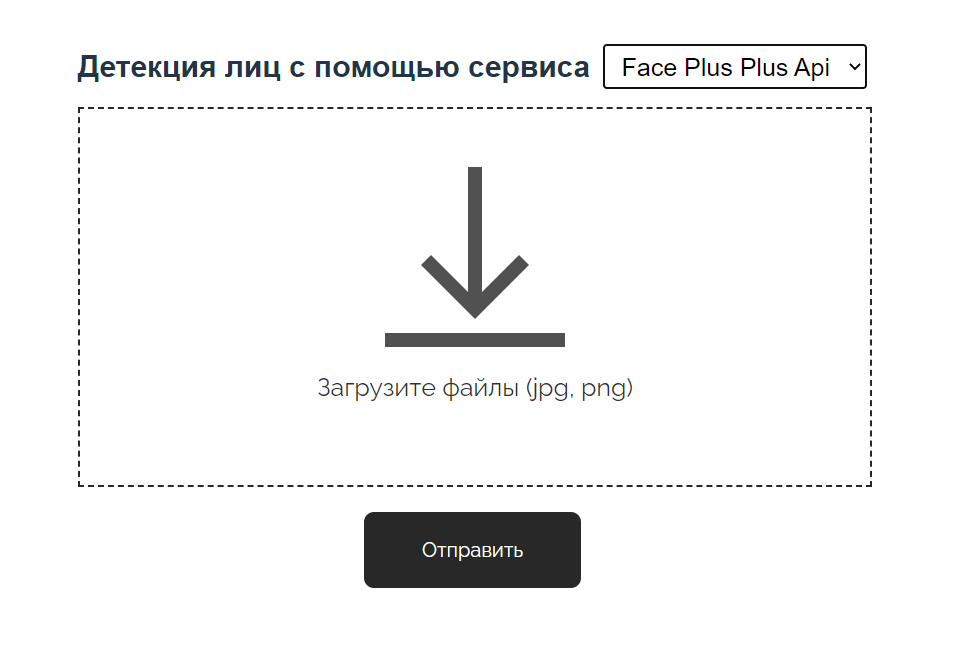 Детекция лиц с помощью сервиса Face Plus Plus Api
Загрузите файлы (jpg, png)
Отправить